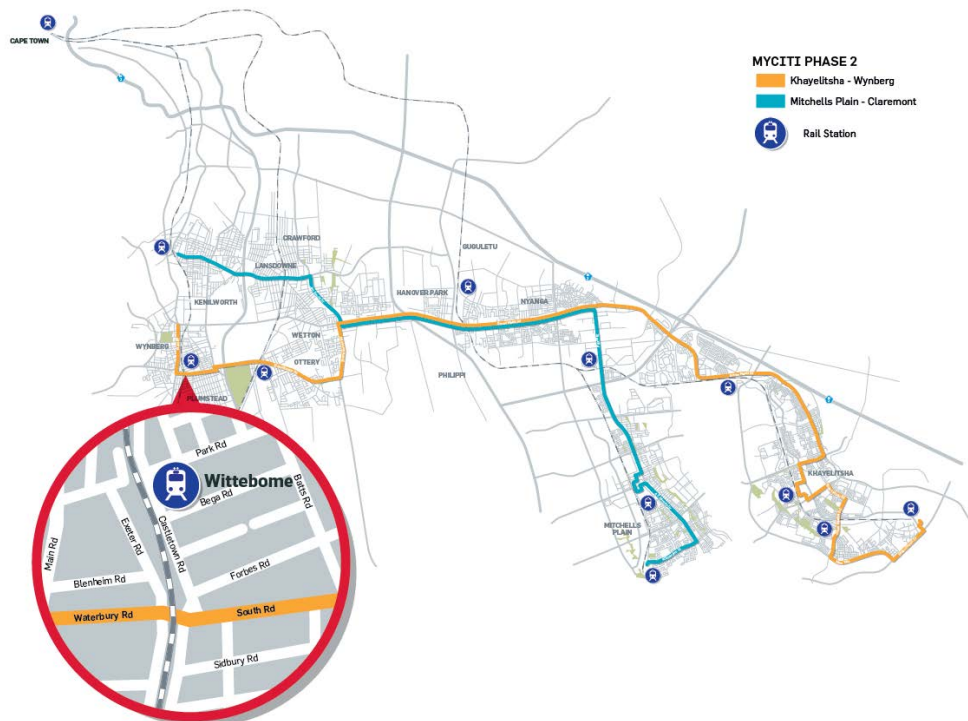 CAPE TOWN
MYCITI PHASE 2
Khayelitsha - Wynberg
Mitchells Plain - Claremont
Rail Station
CRAWFORD
GUGULETU
LANSDOWNE
HANOVER PARK
KENILWORTH
NYANGA
WETTON
WYNBERG
OTTERY
PHILIPPI
PLUMSTEAD
KHAYELITSHA
MITCHELLS
PLAIN
Park Rd
Wittebome
Bega Rd
Batts Rd
Exeter Rd
Castletown Rd
Main Rd
Forbes Rd
Blenheim Rd
Waterbury Rd
South Rd
Sidbury Rd